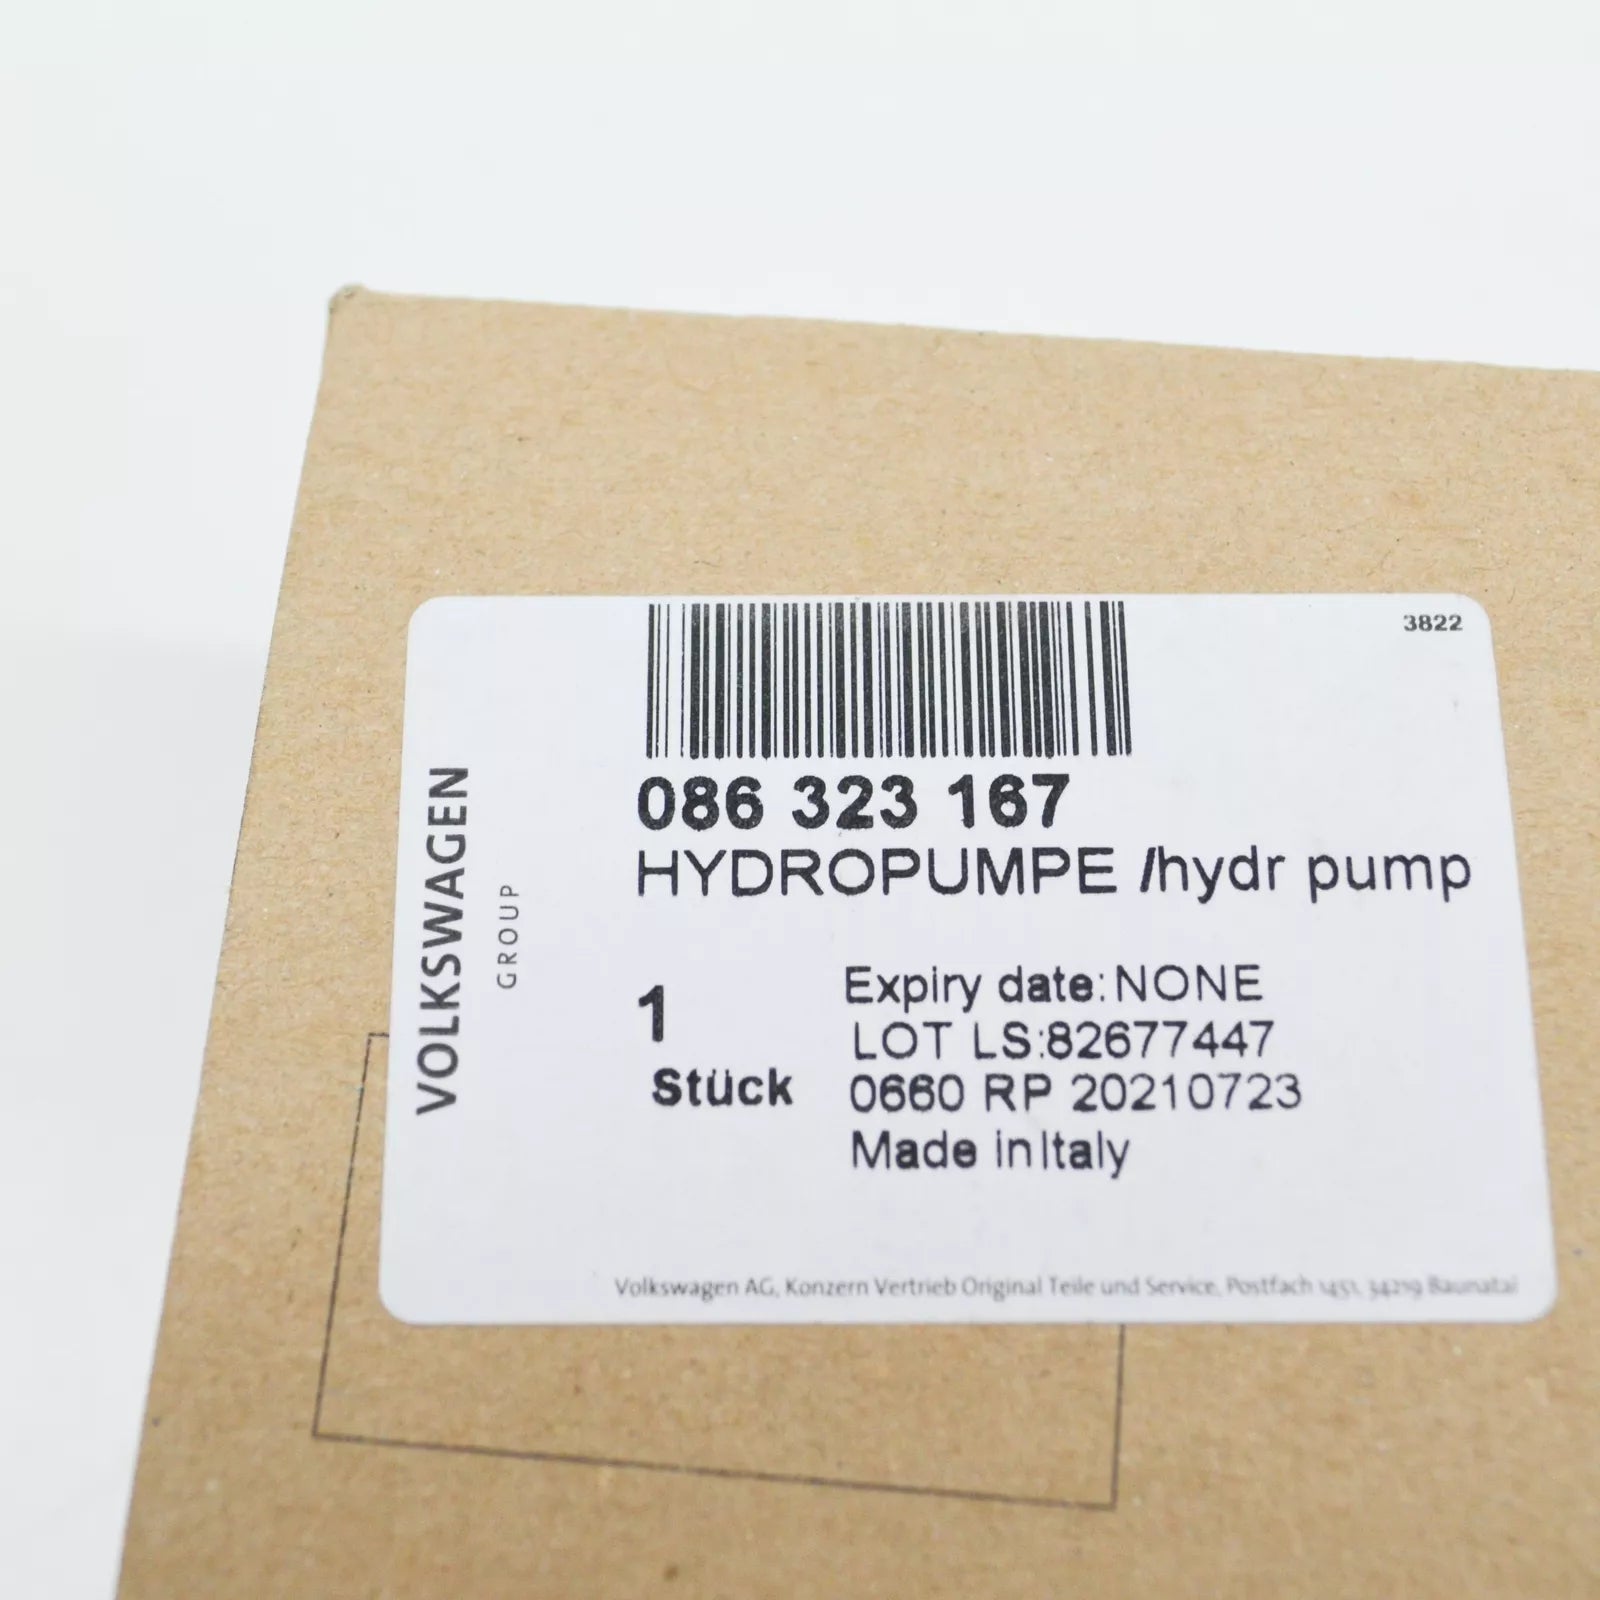 3822
VOLKSWAGEN
GROUP
086 323 167
HYDROPUMPE /hydr pump
1
Stück
Expiry date:NONE
LOT LS:82677447
0660 RP 20210723
Made in Italy
Volkswagen AG, Konzern Vertrieb Original Teile und Service, Postfach 1451, 34219 Baunatal